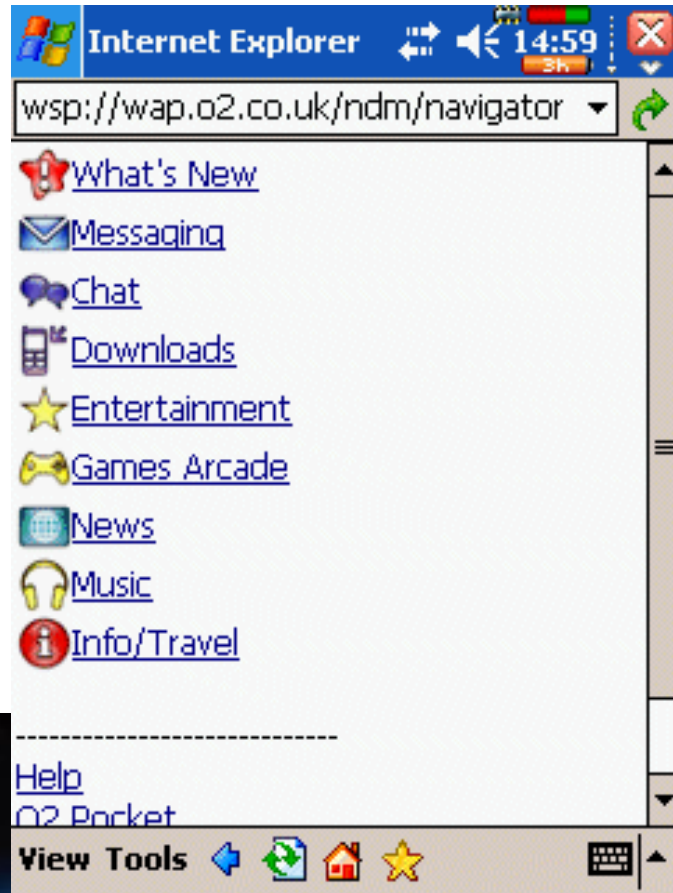 Internet Explorer 14:59
3h
wsp://wap.o2.co.uk/ndm/navigator
What's New
Messaging
Chat
Downloads
Entertainment
Games Arcade
News
Music
Info/Travel
----------------------------
Help
O2 Pocket
View Tools